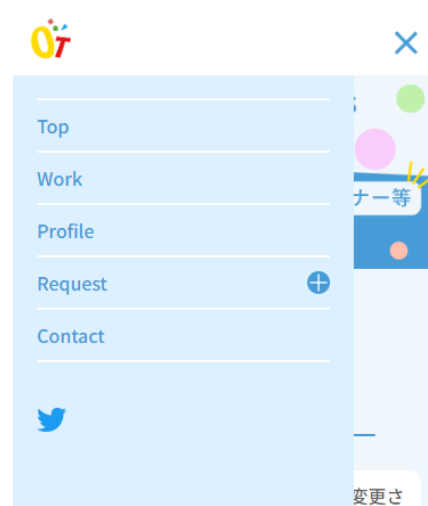 OT
Top
Work
Profile
ナー等
Request
Contact
変更さ